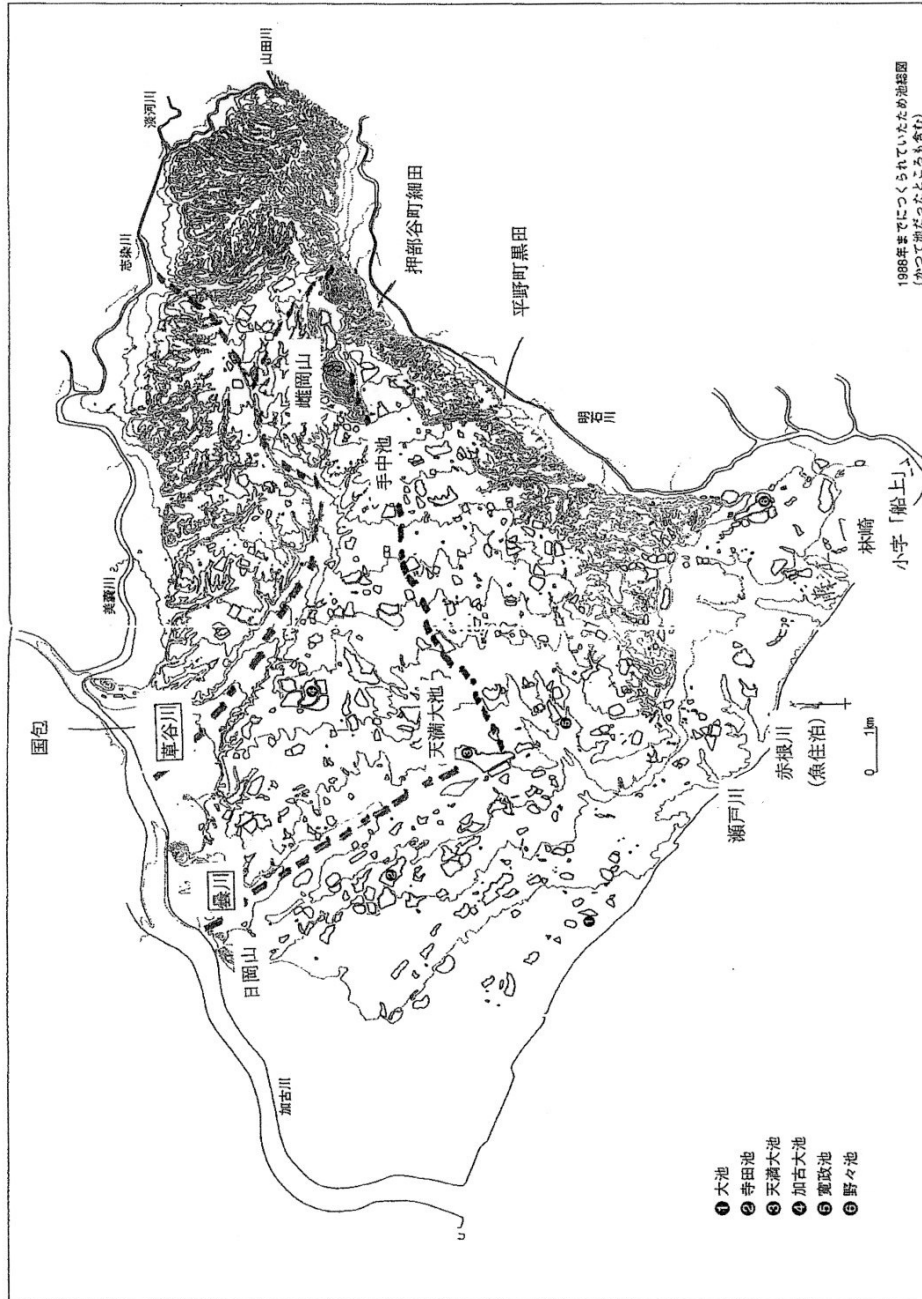 1988年までにつくられていたため池総図
(かつて池だったところも含む)
山田川
淡河川
志染川
押部谷町細田
平野町黒田
雌岡山
明石川
手中池
美嚢川
林崎
小字「船上」
国包
草谷川
天満大池
赤根川
(魚住泊)
0 1km
瀬戸川
曇川
日岡山
加古川
❶ 大池
❷ 寺田池
❸ 天満大池
❹ 加古大池
❺ 寛政池
❻ 野々池